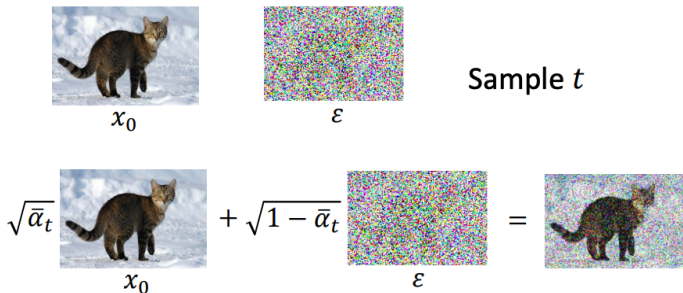 x₀
ε
Sample t
√ᾱₜ
+ √1 − ᾱₜ
=
x₀
ε